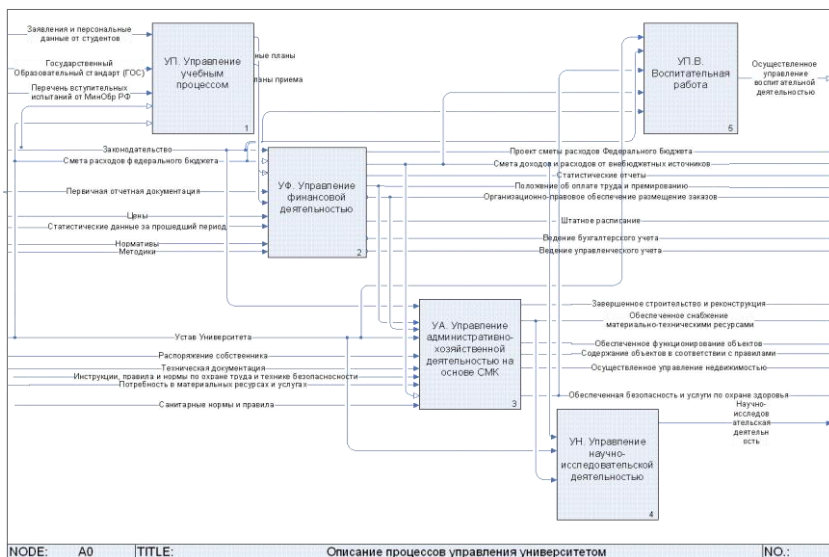 Заявления и персональные
данные от студентов
Государственный
Образовательный стандарт (ГОС)
Перечень вступительных
испытаний от МинОбр РФ
УП. Управление
учебным
процессом
1
ные планы
ланы приема
УП.В.
Воспитательная
работа
5
Осуществленное
управление
воспитательной
деятельностью
Законодательство
Смета расходов федерального бюджета
Первичная отчетная документация
Цены
Статистические данные за прошедший период
Нормативы
Методики
УФ. Управление
финансовой
деятельностью
2
Проект сметы расходов Федерального бюджета
Смета доходов и расходов от внебюджетных источников
Статистические отчеты
Положение об оплате труда и премированию
Организационно-правовое обеспечение размещение заказов
Штатное расписание
Ведение бухгалтерского учета
Ведение управленческого учета
Устав Университета
Распоряжение собственника
Техническая документация
Инструкции, правила и нормы по охране труда и технике безопасносности
Потребность в материальных ресурсах и услугах
Санитарные нормы и правила
УА. Управление
административно-
хозяйственной
деятельностью на
основе СМК
3
Завершенное строительство и реконструкция
Обеспеченное снабжение
материально-техническими ресурсами
Обеспеченное функционирование объектов
Содержание объектов в соответствии с правилами
Осуществленное управление недвижимостью
Обеспеченная безопасность и услуги по охране здоровья
УН. Управление
научно-
исследовательской
деятельностью
4
Научно-
исследов
ательская
деятельн
ость
NODE: A0 TITLE: Описание процессов управления университетом NO.: